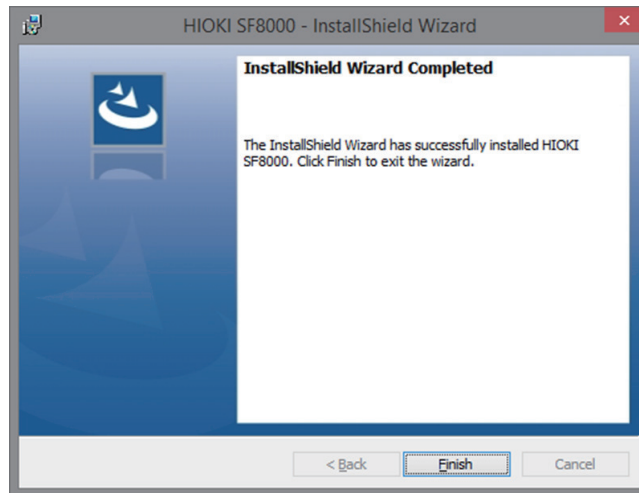 HIOKI SF8000 - InstallShield Wizard
InstallShield Wizard Completed
The InstallShield Wizard has successfully installed HIOKI
SF8000. Click Finish to exit the wizard.
< Back Finish Cancel